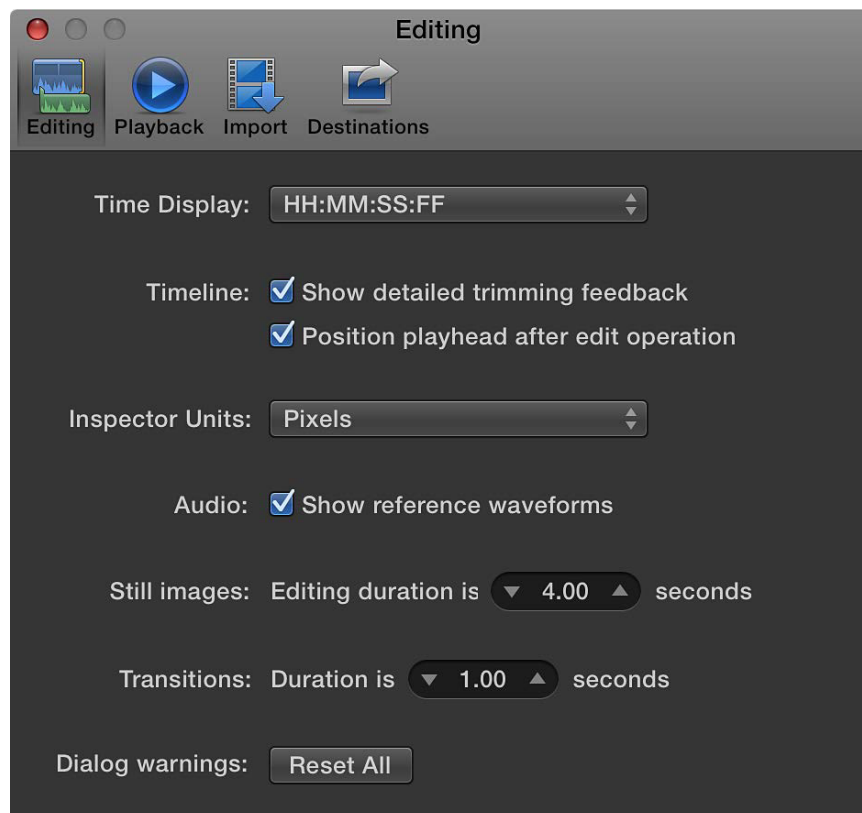 Editing
Editing Playback Import Destinations
Time Display: HH:MM:SS:FF
Timeline: Show detailed trimming feedback
Position playhead after edit operation
Inspector Units: Pixels
Audio: Show reference waveforms
Still images: Editing duration is 4.00 seconds
Transitions: Duration is 1.00 seconds
Dialog warnings: Reset All